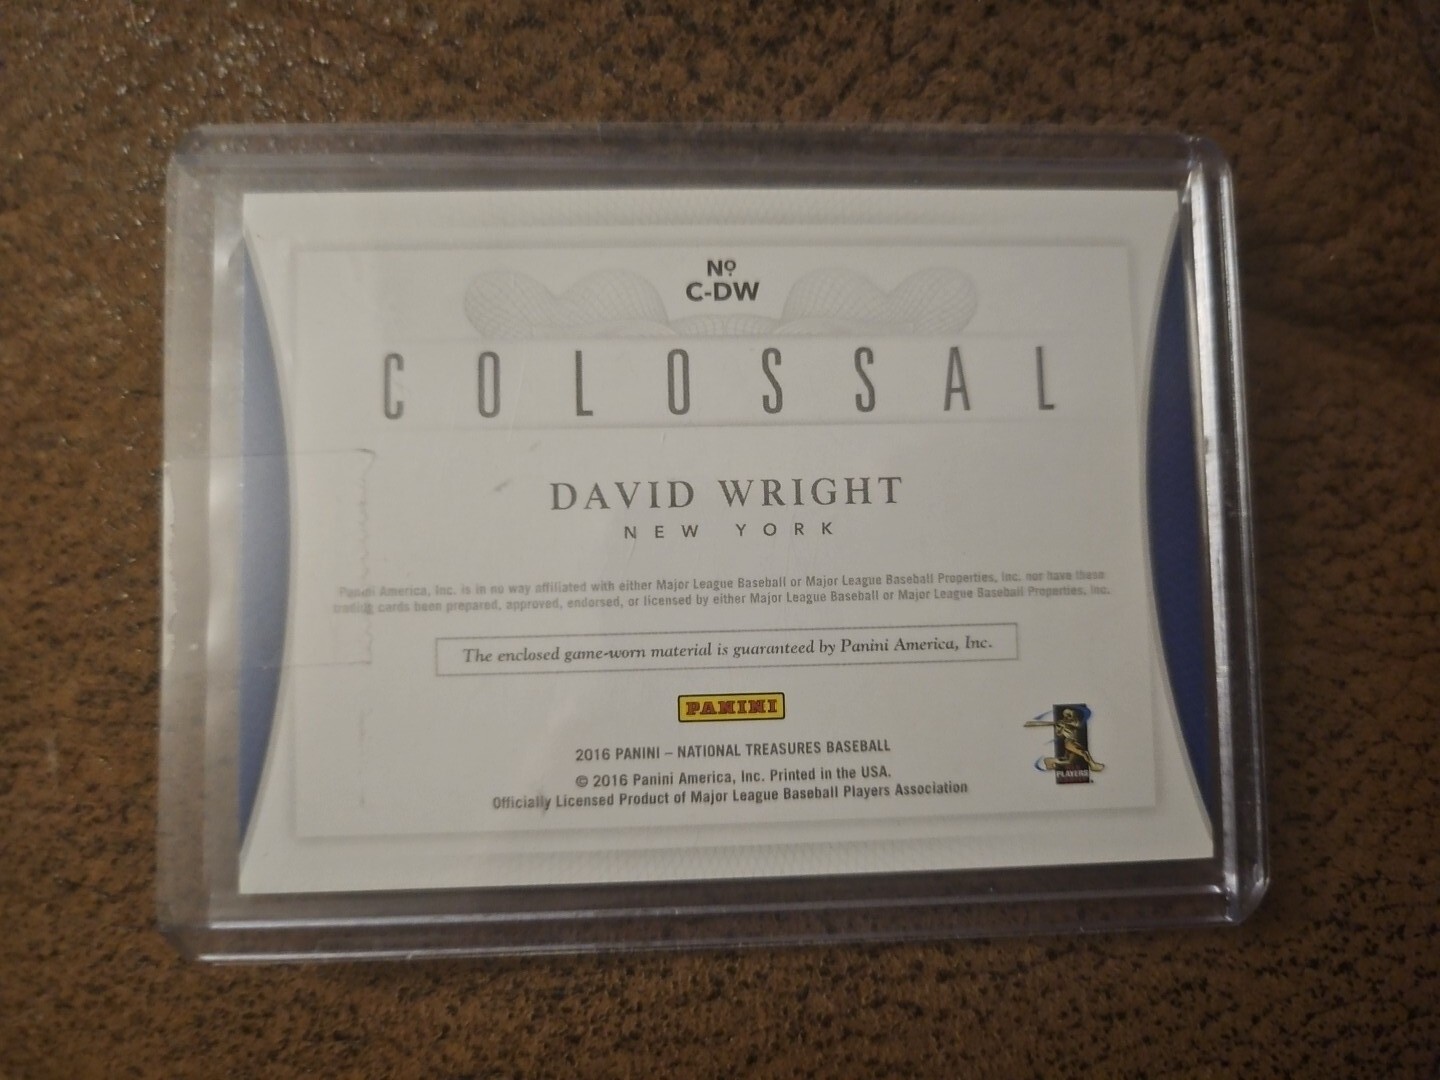 Nº
C-DW
COLOSSAL
DAVID WRIGHT
NEW YORK
Panini America, Inc. is in no way affiliated with either Major League Baseball or Major League Baseball Properties, Inc. nor have these
trading cards been prepared, approved, endorsed, or licensed by either Major League Baseball or Major League Baseball Properties, Inc.
The enclosed game-worn material is guaranteed by Panini America, Inc.
PANINI
2016 PANINI – NATIONAL TREASURES BASEBALL
© 2016 Panini America, Inc. Printed in the USA.
Officially Licensed Product of Major League Baseball Players Association
PLAYERS